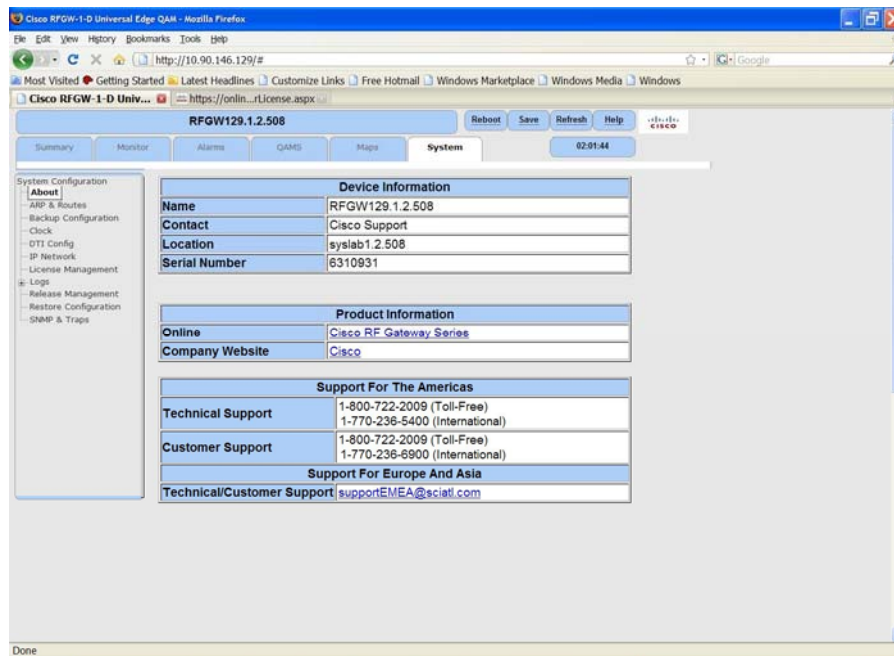 Cisco RFGW-1-D Universal Edge QAM - Mozilla Firefox
File Edit View History Bookmarks Tools Help
http://10.90.146.129/#
Google
Most Visited Getting Started Latest Headlines Customize Links Free Hotmail Windows Marketplace Windows Media Windows
Cisco RFGW-1-D Univ... https://onlin...rLicense.aspx
RFGW129.1.2.508 Reboot Save Refresh Help
CISCO
Summary Monitor Alarms QAMS Maps System 02:01:44
System Configuration
About
ARP & Routes
Backup Configuration
Clock
DTI Config
IP Network
License Management
Logs
Release Management
Restore Configuration
SNMP & Traps
Device Information
Name RFGW129.1.2.508
Contact Cisco Support
Location syslab1.2.508
Serial Number 6310931
Product Information
Online Cisco RF Gateway Series
Company Website Cisco
Support For The Americas
Technical Support 1-800-722-2009 (Toll-Free)
1-770-236-5400 (International)
Customer Support 1-800-722-2009 (Toll-Free)
1-770-236-6900 (International)
Support For Europe And Asia
Technical/Customer Support supportEMEA@sciatl.com
Done